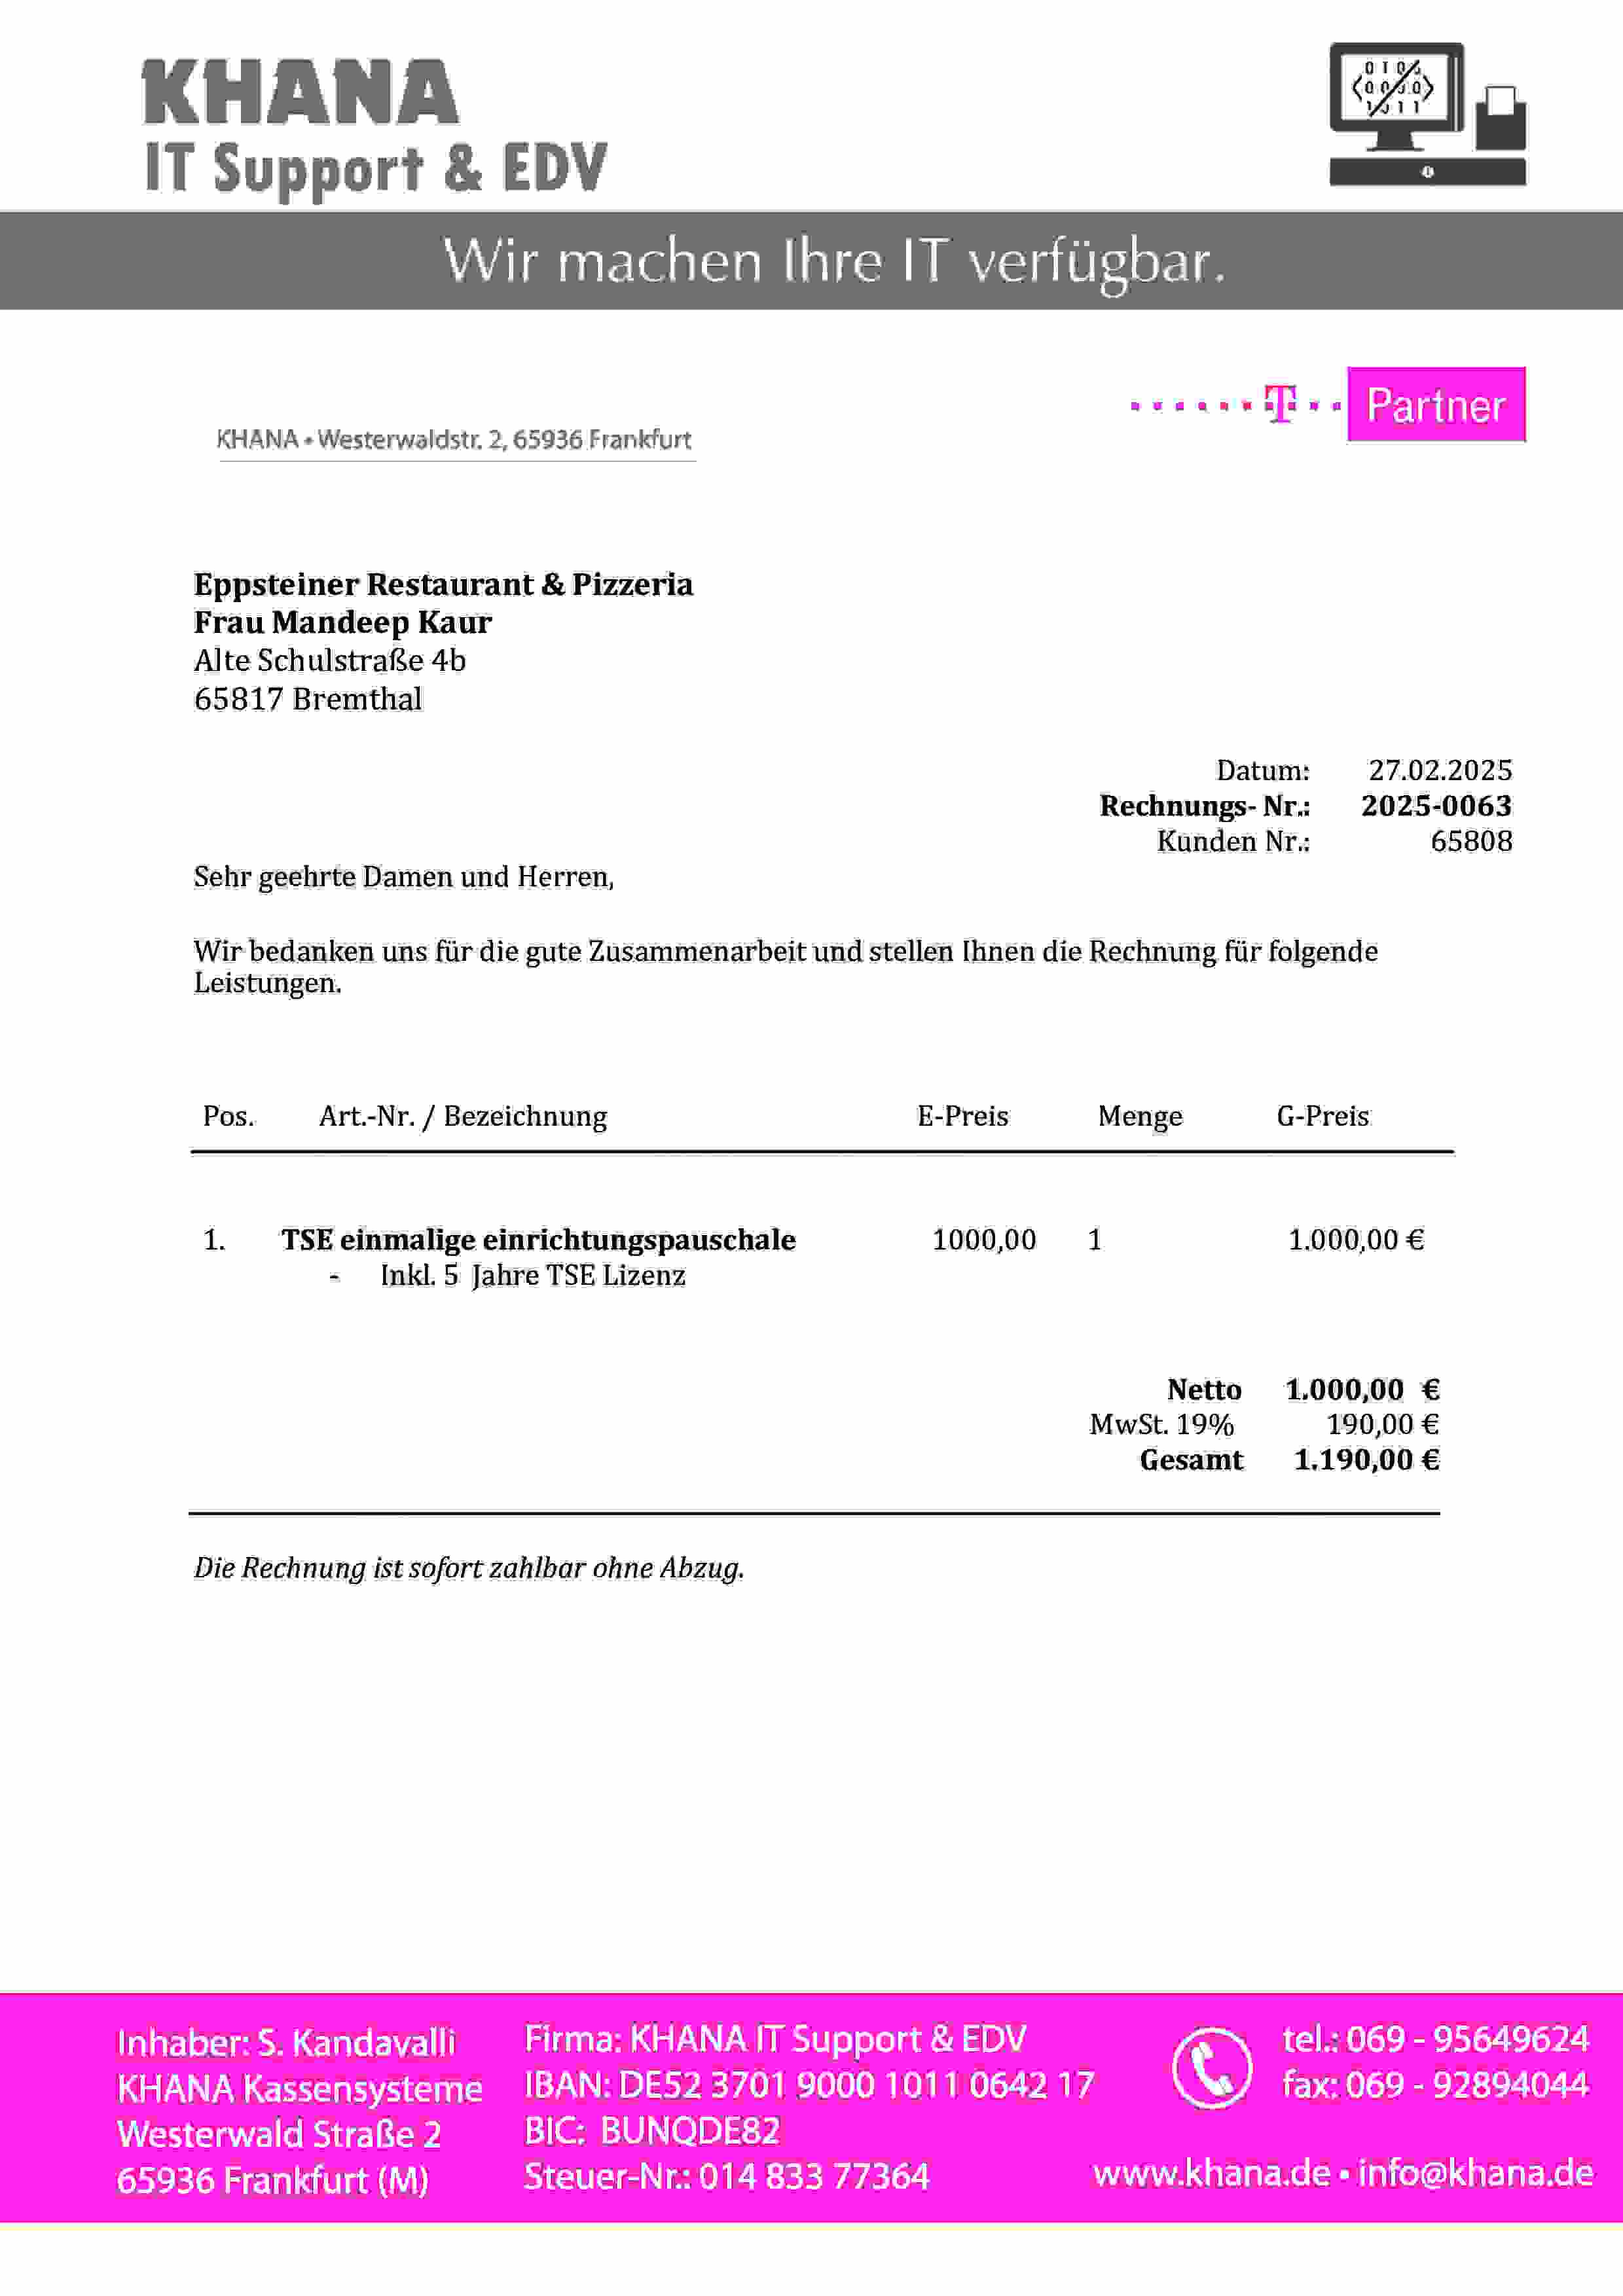 KHANA
IT Support & EDV
Wir machen Ihre IT verfügbar.
T Partner
KHANA • Westerwaldstr. 2, 65936 Frankfurt
Eppsteiner Restaurant & Pizzeria
Frau Mandeep Kaur
Alte Schulstraße 4b
65817 Bremthal
Datum: 27.02.2025
Rechnungs- Nr.: 2025-0063
Kunden Nr.: 65808
Sehr geehrte Damen und Herren,
Wir bedanken uns für die gute Zusammenarbeit und stellen Ihnen die Rechnung für folgende
Leistungen.
Pos. Art.-Nr. / Bezeichnung E-Preis Menge G-Preis
1. TSE einmalige einrichtungspauschale 1000,00 1 1.000,00 €
- Inkl. 5 Jahre TSE Lizenz
Netto 1.000,00 €
MwSt. 19% 190,00 €
Gesamt 1.190,00 €
Die Rechnung ist sofort zahlbar ohne Abzug.
Inhaber: S. Kandavalli
KHANA Kassensysteme
Westerwald Straße 2
65936 Frankfurt (M)
Firma: KHANA IT Support & EDV
IBAN: DE52 3701 9000 1011 0642 17
BIC: BUNQDE82
Steuer-Nr.: 014 833 77364
tel.: 069 - 95649624
fax: 069 - 92894044
www.khana.de • info@khana.de